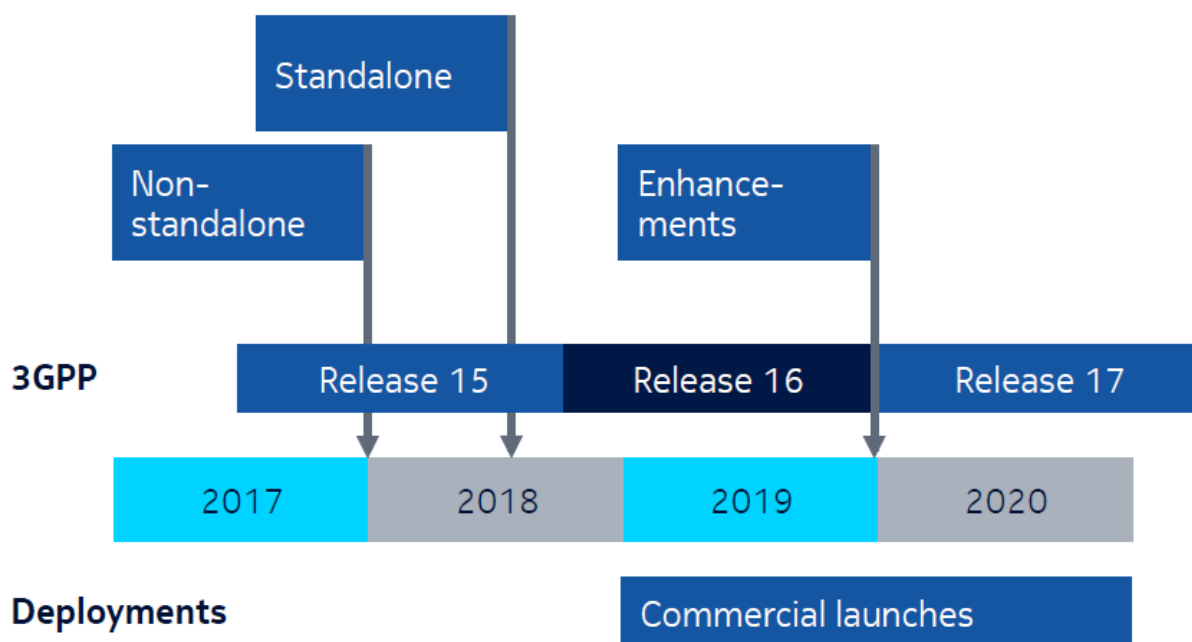 Standalone
Non-
standalone
Enhance-
ments
3GPP
Release 15
Release 16
Release 17
2017
2018
2019
2020
Deployments
Commercial launches